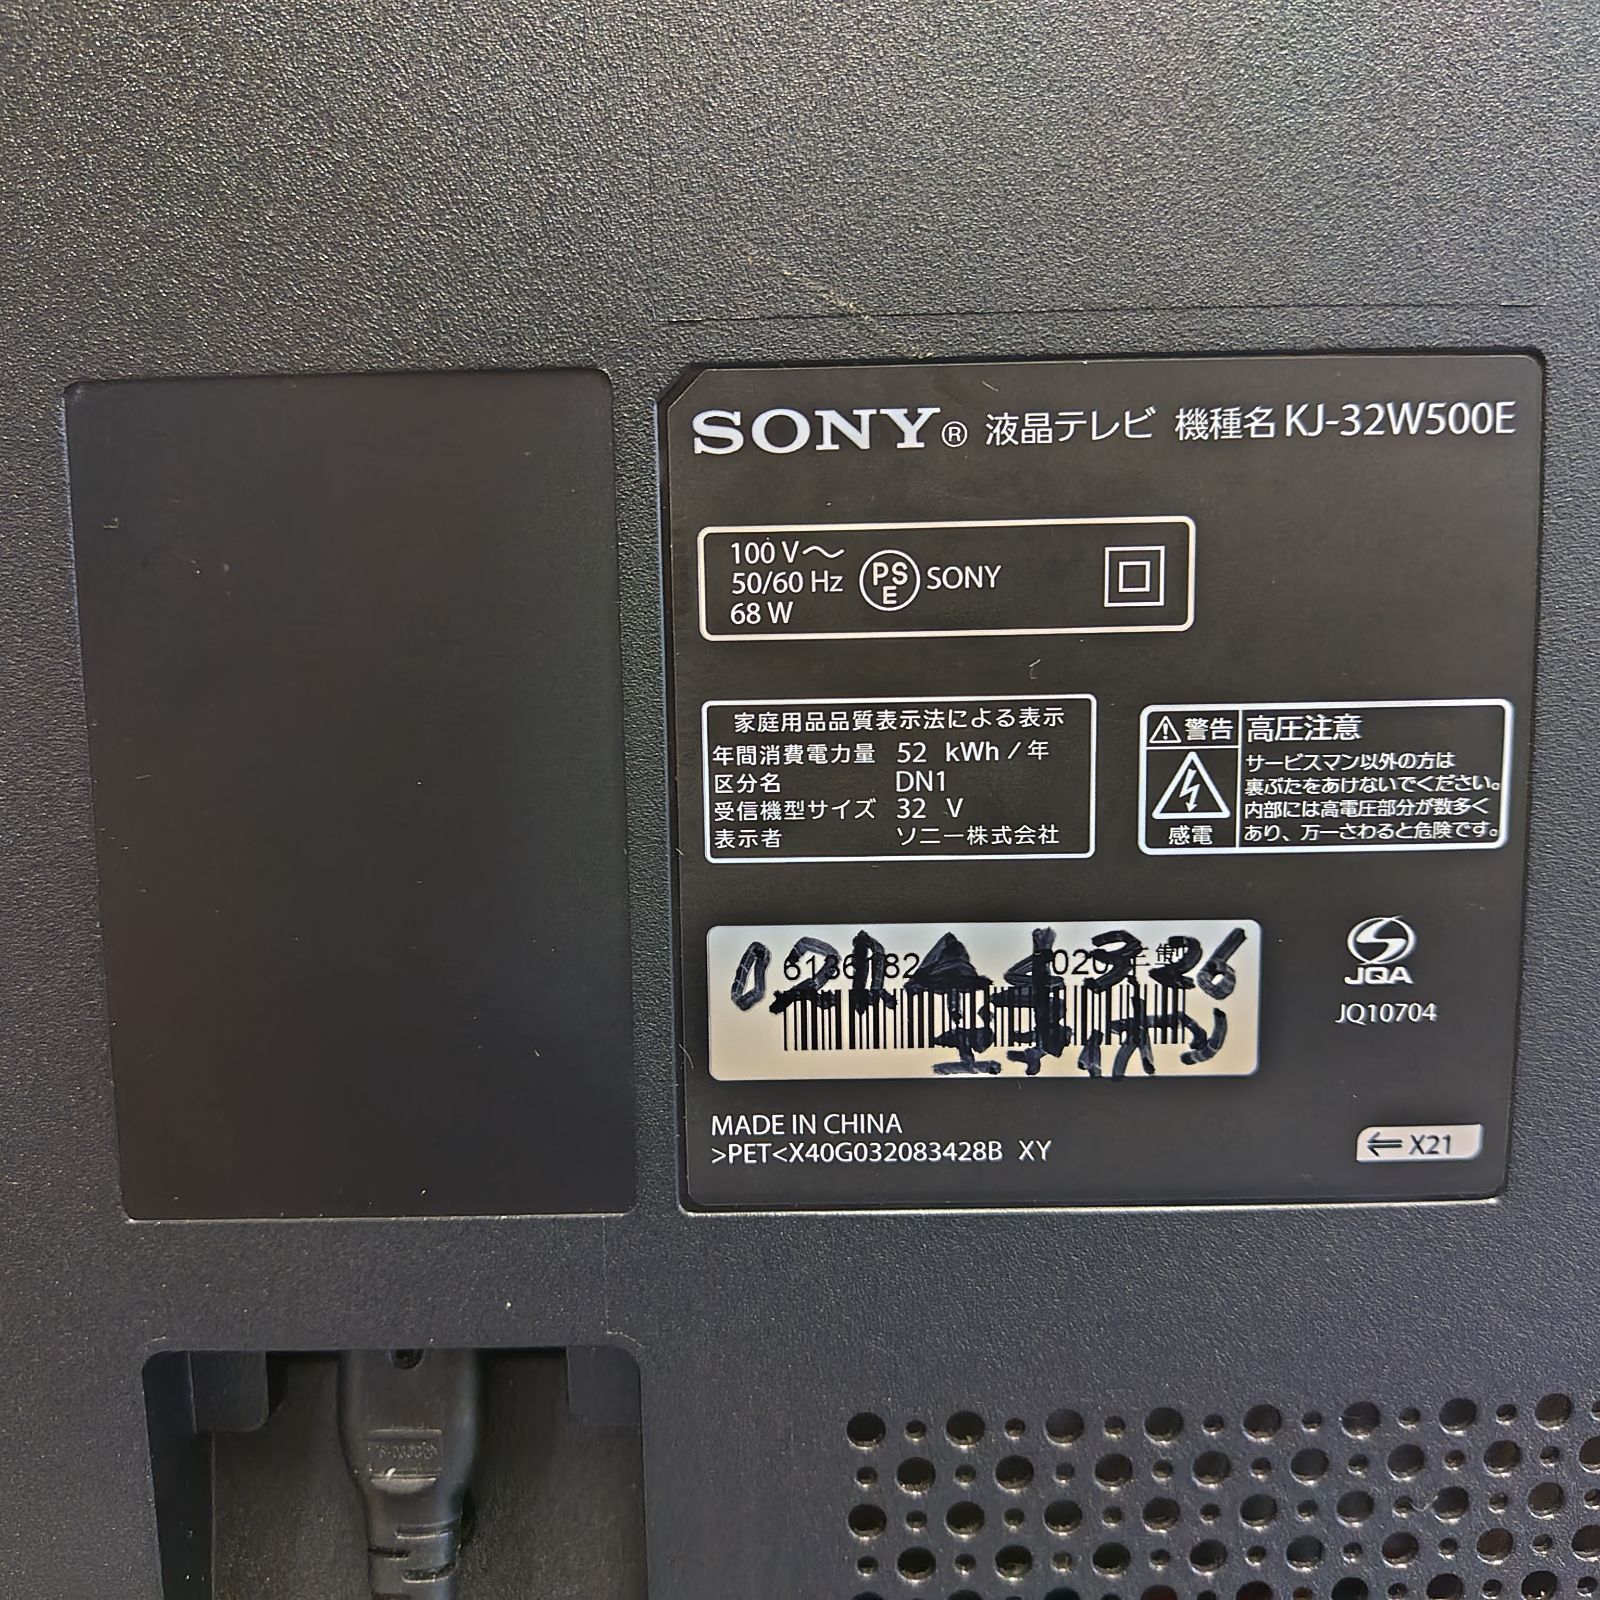 SONY® 液晶テレビ 機種名 KJ-32W500E
100 V～
50/60 Hz
68 W
PS
E
SONY
家庭用品品質表示法による表示
年間消費電力量 52 kWh / 年
区分名 DN1
受信機型サイズ 32 V
表示者 ソニー株式会社
警告 高圧注意
サービスマン以外の方は
裏ぶたをあけないでください。
内部には高電圧部分が数多く
あり、万一さわると危険です。
感電
JQA
JQ10704
MADE IN CHINA
>PET<X40G032083428B XY
X21